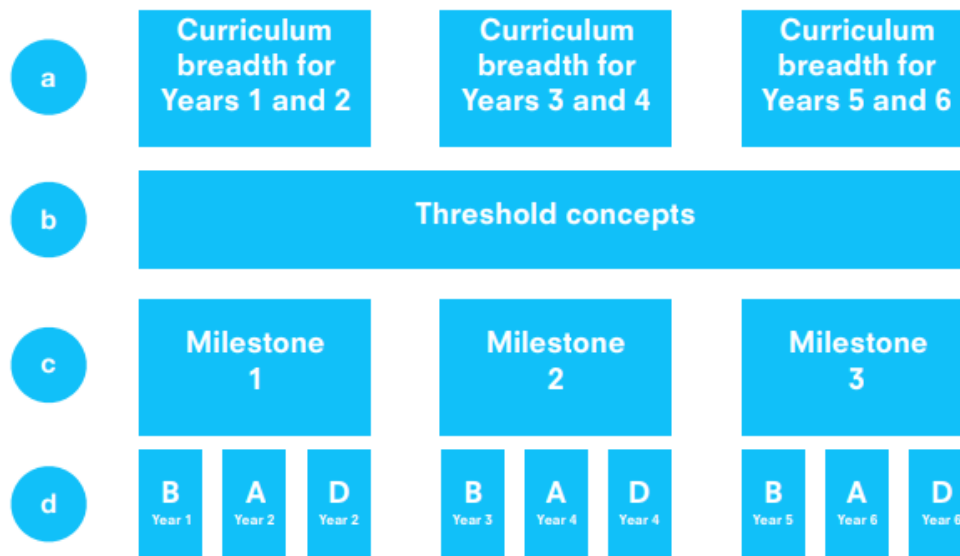 a
Curriculum
breadth for
Years 1 and 2
Curriculum
breadth for
Years 3 and 4
Curriculum
breadth for
Years 5 and 6
b
Threshold concepts
c
Milestone
1
Milestone
2
Milestone
3
d
B
Year 1
A
Year 2
D
Year 2
B
Year 3
A
Year 4
D
Year 4
B
Year 5
A
Year 6
D
Year 6